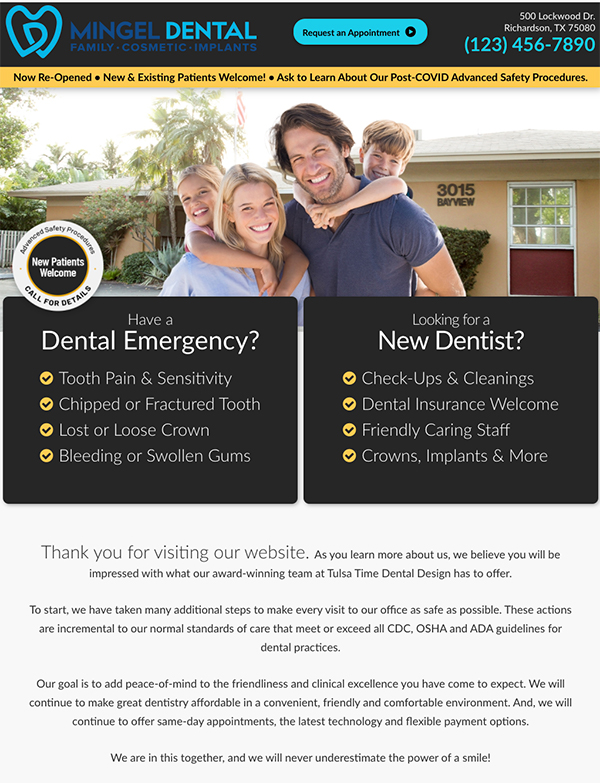 MINGEL DENTAL
FAMILY · COSMETIC · IMPLANTS
Request an Appointment
500 Lockwood Dr.
Richardson, TX 75080
(123) 456-7890
Now Re-Opened • New & Existing Patients Welcome! • Ask to Learn About Our Post-COVID Advanced Safety Procedures.
3015
BAYVIEW
Advanced Safety Procedures
New Patients
Welcome
CALL FOR DETAILS
Have a
Dental Emergency?
Tooth Pain & Sensitivity
Chipped or Fractured Tooth
Lost or Loose Crown
Bleeding or Swollen Gums
Looking for a
New Dentist?
Check-Ups & Cleanings
Dental Insurance Welcome
Friendly Caring Staff
Crowns, Implants & More
Thank you for visiting our website. As you learn more about us, we believe you will be
impressed with what our award-winning team at Tulsa Time Dental Design has to offer.
To start, we have taken many additional steps to make every visit to our office as safe as possible. These actions
are incremental to our normal standards of care that meet or exceed all CDC, OSHA and ADA guidelines for
dental practices.
Our goal is to add peace-of-mind to the friendliness and clinical excellence you have come to expect. We will
continue to make great dentistry affordable in a convenient, friendly and comfortable environment. And, we will
continue to offer same-day appointments, the latest technology and flexible payment options.
We are in this together, and we will never underestimate the power of a smile!